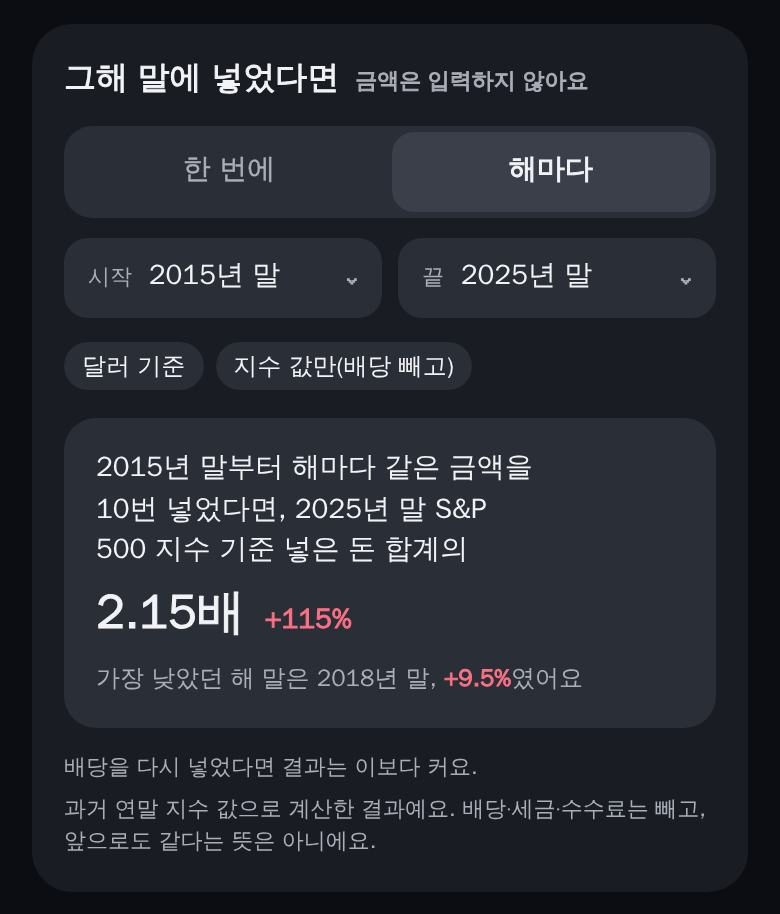 그해 말에 넣었다면 금액은 입력하지 않아요
한 번에 해마다
시작 2015년 말 끝 2025년 말
달러 기준 지수 값만(배당 빼고)
2015년 말부터 해마다 같은 금액을
10번 넣었다면, 2025년 말 S&P
500 지수 기준 넣은 돈 합계의
2.15배 +115%
가장 낮았던 해 말은 2018년 말, +9.5%였어요
배당을 다시 넣었다면 결과는 이보다 커요.
과거 연말 지수 값으로 계산한 결과예요. 배당·세금·수수료는 빼고,
앞으로도 같다는 뜻은 아니에요.